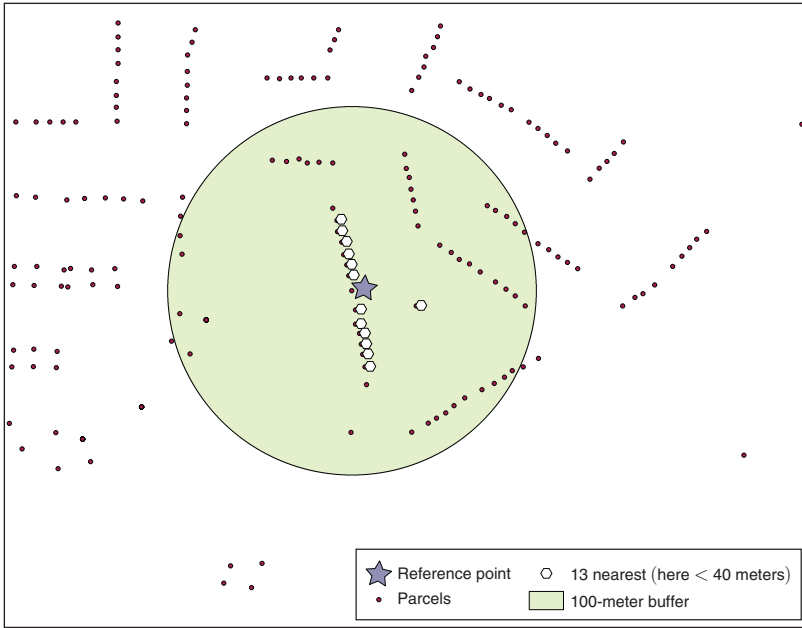 Reference point
Parcels
13 nearest (here < 40 meters)
100-meter buffer